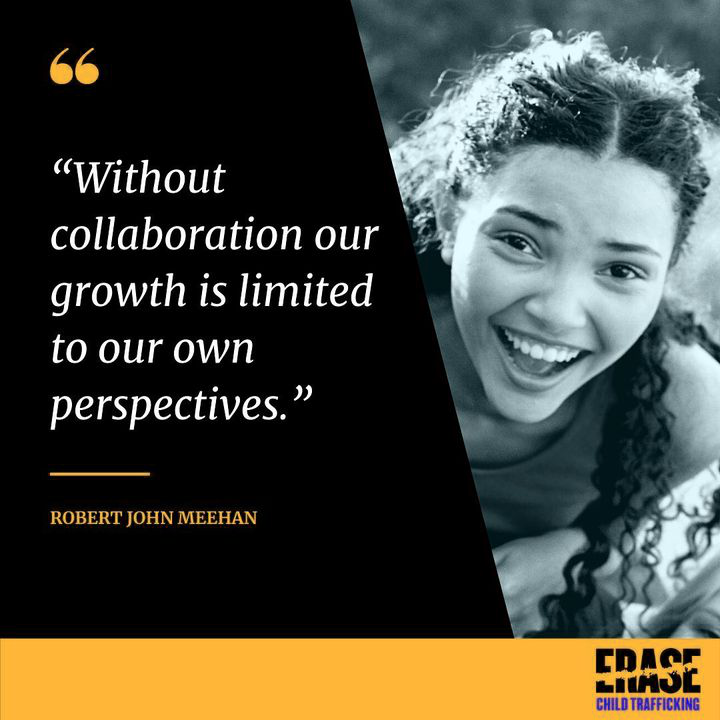 “Without
collaboration our
growth is limited
to our own
perspectives.”
ROBERT JOHN MEEHAN
ERASE
CHILD TRAFFICKING